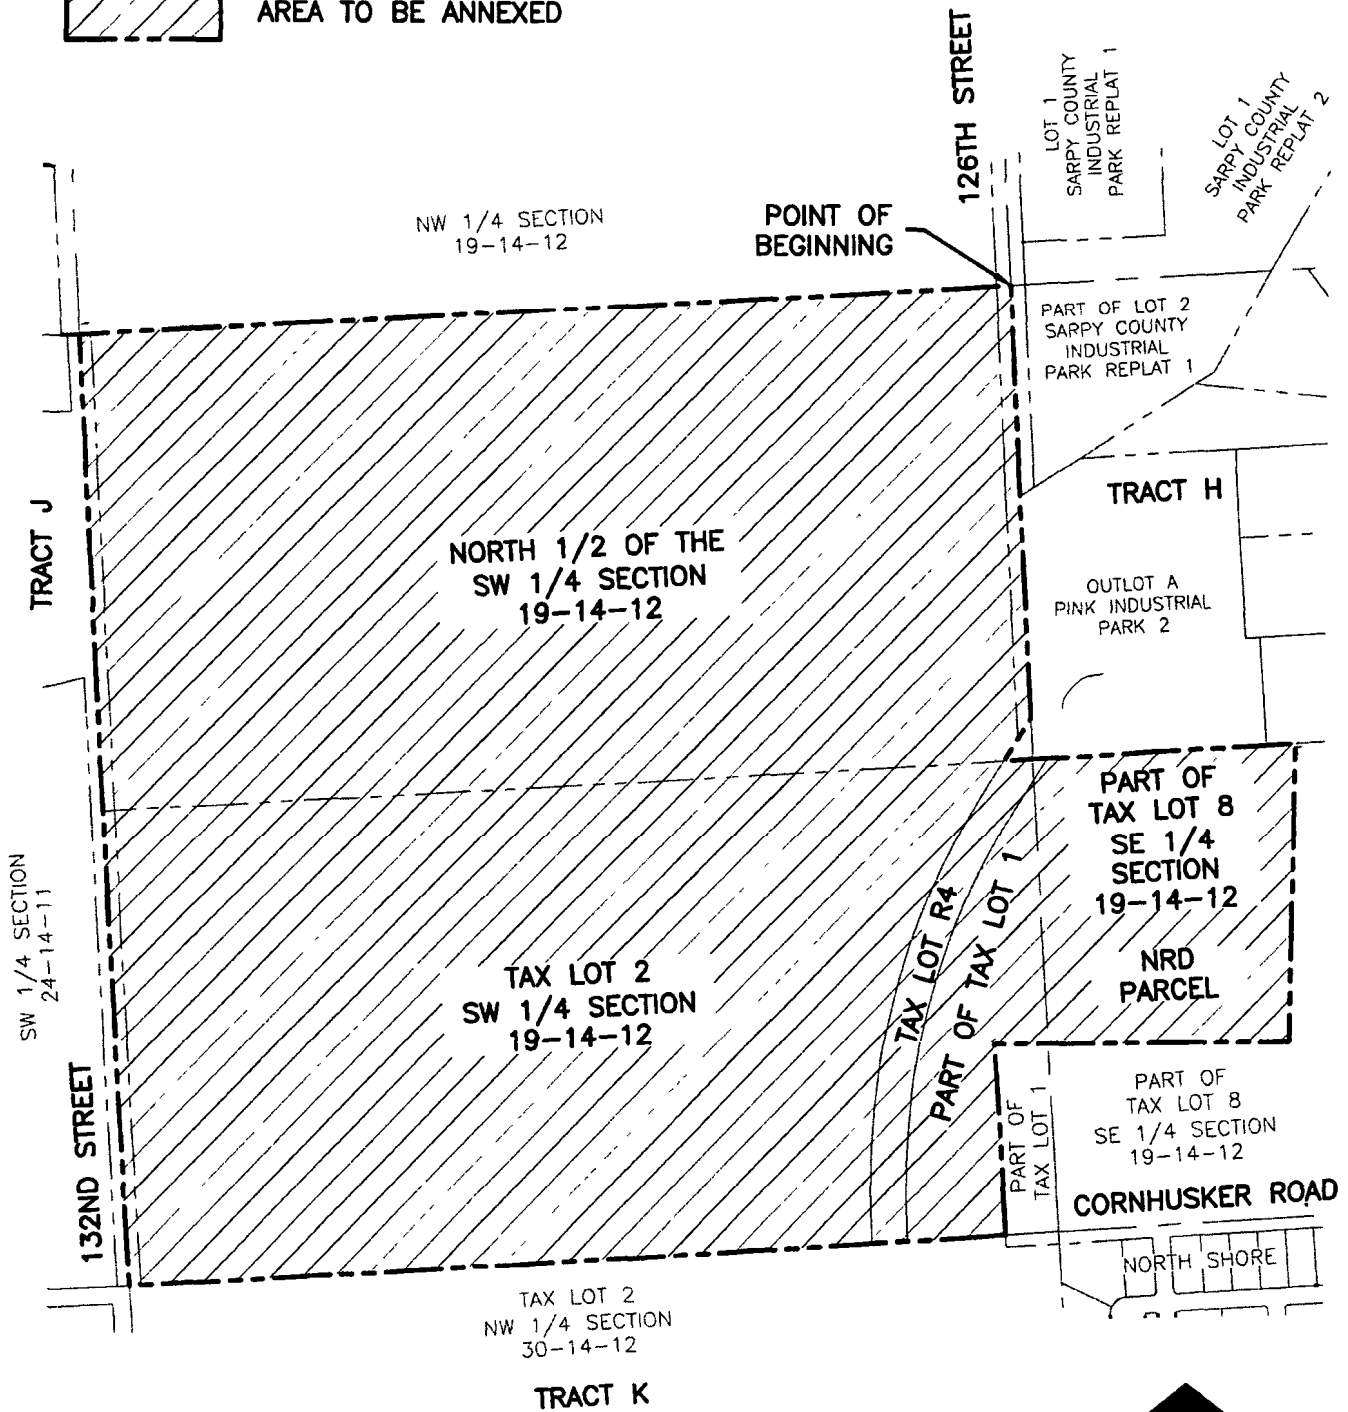 AREA TO BE ANNEXED
126TH STREET
LOT 1
SARPY COUNTY
INDUSTRIAL
PARK REPLAT 1
LOT 1
SARPY COUNTY
INDUSTRIAL
PARK REPLAT 2
NW 1/4 SECTION
19-14-12
POINT OF
BEGINNING
PART OF LOT 2
SARPY COUNTY
INDUSTRIAL
PARK REPLAT 1
TRACT J
TRACT H
NORTH 1/2 OF THE
SW 1/4 SECTION
19-14-12
OUTLOT A
PINK INDUSTRIAL
PARK 2
PART OF
TAX LOT 8
SE 1/4
SECTION
19-14-12
NRD
PARCEL
SW 1/4 SECTION
24-14-11
TAX LOT R4
PART OF TAX LOT 1
TAX LOT 2
SW 1/4 SECTION
19-14-12
132ND STREET
PART OF
TAX LOT 1
PART OF
TAX LOT 8
SE 1/4 SECTION
19-14-12
CORNHUSKER ROAD
NORTH SHORE
TAX LOT 2
NW 1/4 SECTION
30-14-12
TRACT K